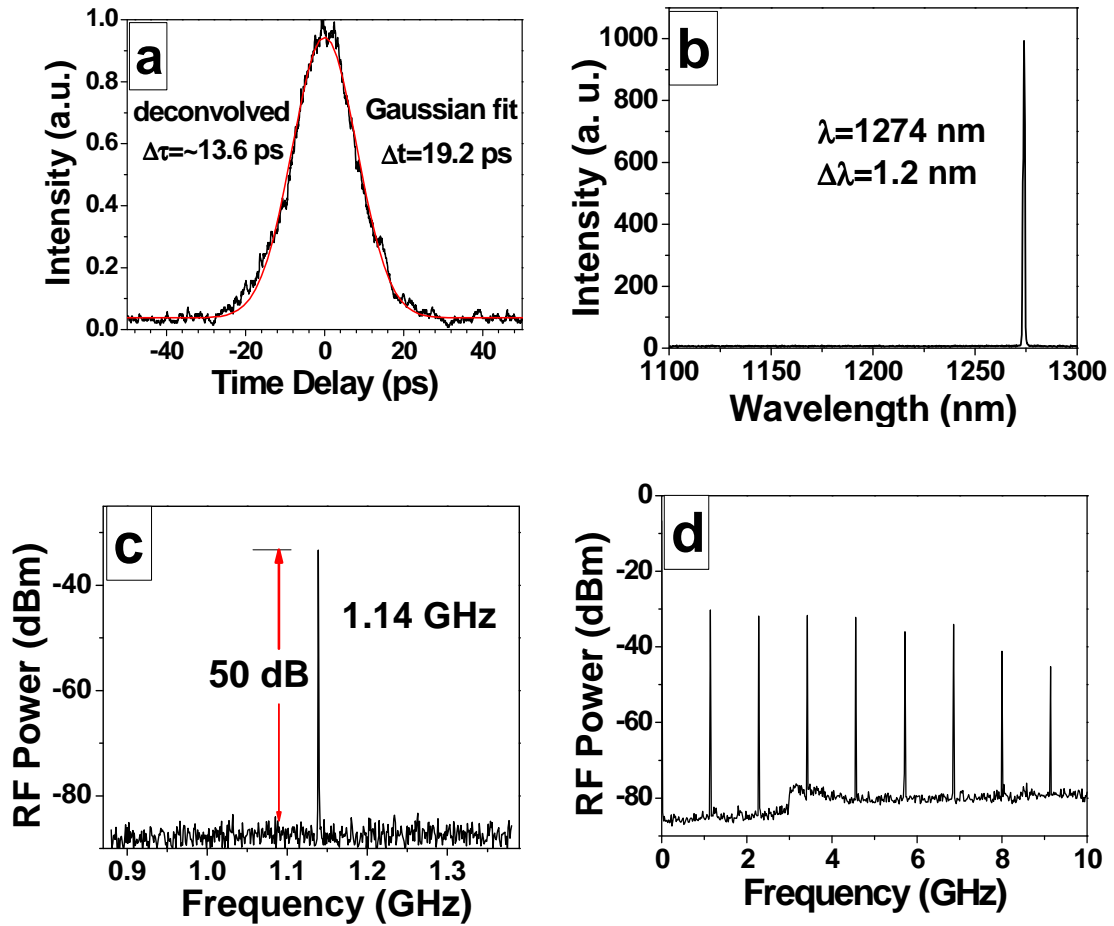 a
deconvolved
Δτ=~13.6 ps
Gaussian fit
Δt=19.2 ps
Intensity (a.u.)
1.0
0.8
0.6
0.4
0.2
0.0
-40 -20 0 20 40
Time Delay (ps)
b
λ=1274 nm
Δλ=1.2 nm
Intensity (a. u.)
1000
800
600
400
200
0
1100 1150 1200 1250 1300
Wavelength (nm)
c
50 dB
1.14 GHz
RF Power (dBm)
-40
-60
-80
0.9 1.0 1.1 1.2 1.3
Frequency (GHz)
d
RF Power (dBm)
0
-20
-40
-60
-80
0 2 4 6 8 10
Frequency (GHz)